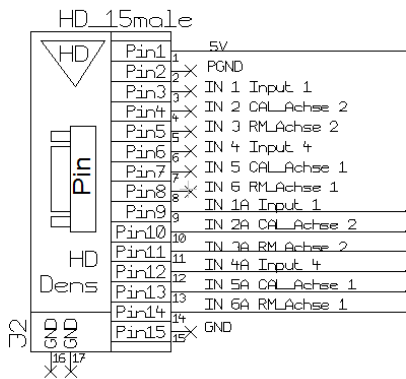 HD_15male
HD
Pin
HD
Dens
J2
GND
GND
16 17
Pin1 1 5V
Pin2 2 PGND
Pin3 3 IN 1 Input 1
Pin4 4 IN 2 CAL_Achse 2
Pin5 5 IN 3 RM_Achse 2
Pin6 6 IN 4 Input 4
Pin7 7 IN 5 CAL_Achse 1
Pin8 8 IN 6 RM_Achse 1
Pin9 9 IN 1A Input 1
Pin10 10 IN 2A CAL_Achse 2
Pin11 11 IN 3A RM_Achse 2
Pin12 12 IN 4A Input 4
Pin13 13 IN 5A CAL_Achse 1
Pin14 14 IN 6A RM_Achse 1
Pin15 15 GND